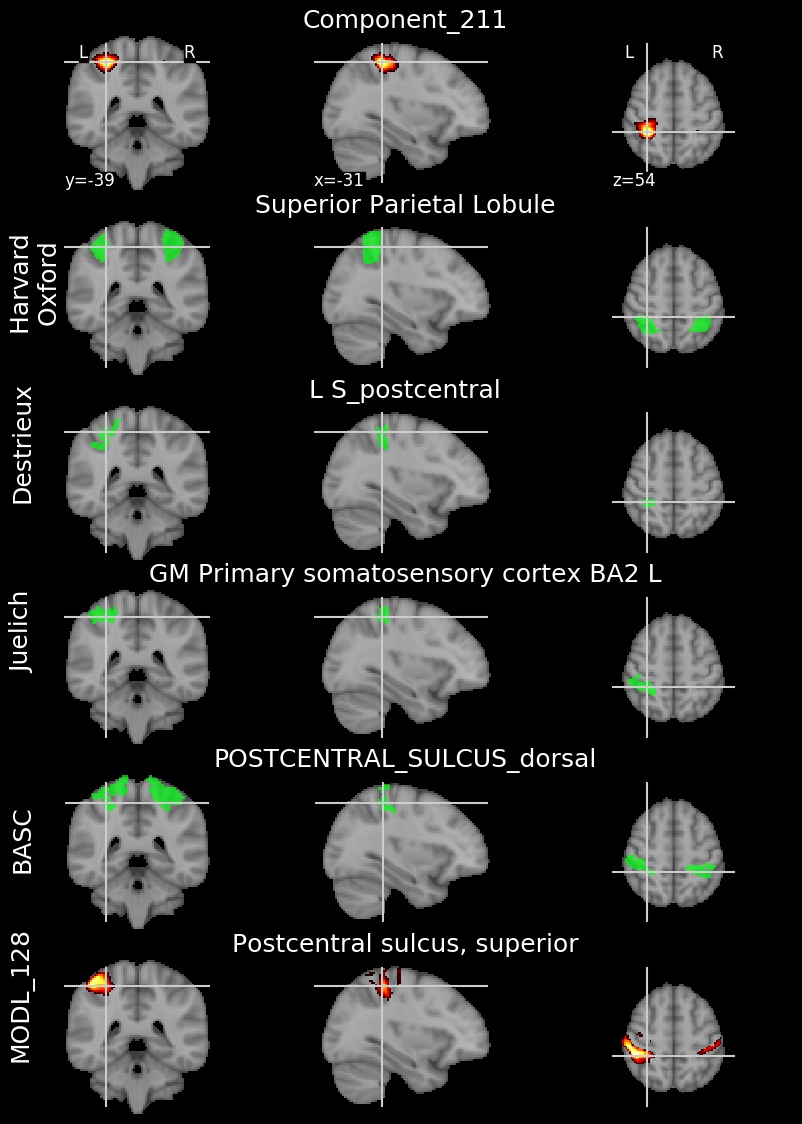 Component_211
L R
L R
y=-39
x=-31
z=54
Superior Parietal Lobule
Harvard
Oxford
L S_postcentral
Destrieux
GM Primary somatosensory cortex BA2 L
Juelich
POSTCENTRAL_SULCUS_dorsal
BASC
Postcentral sulcus, superior
MODL_128